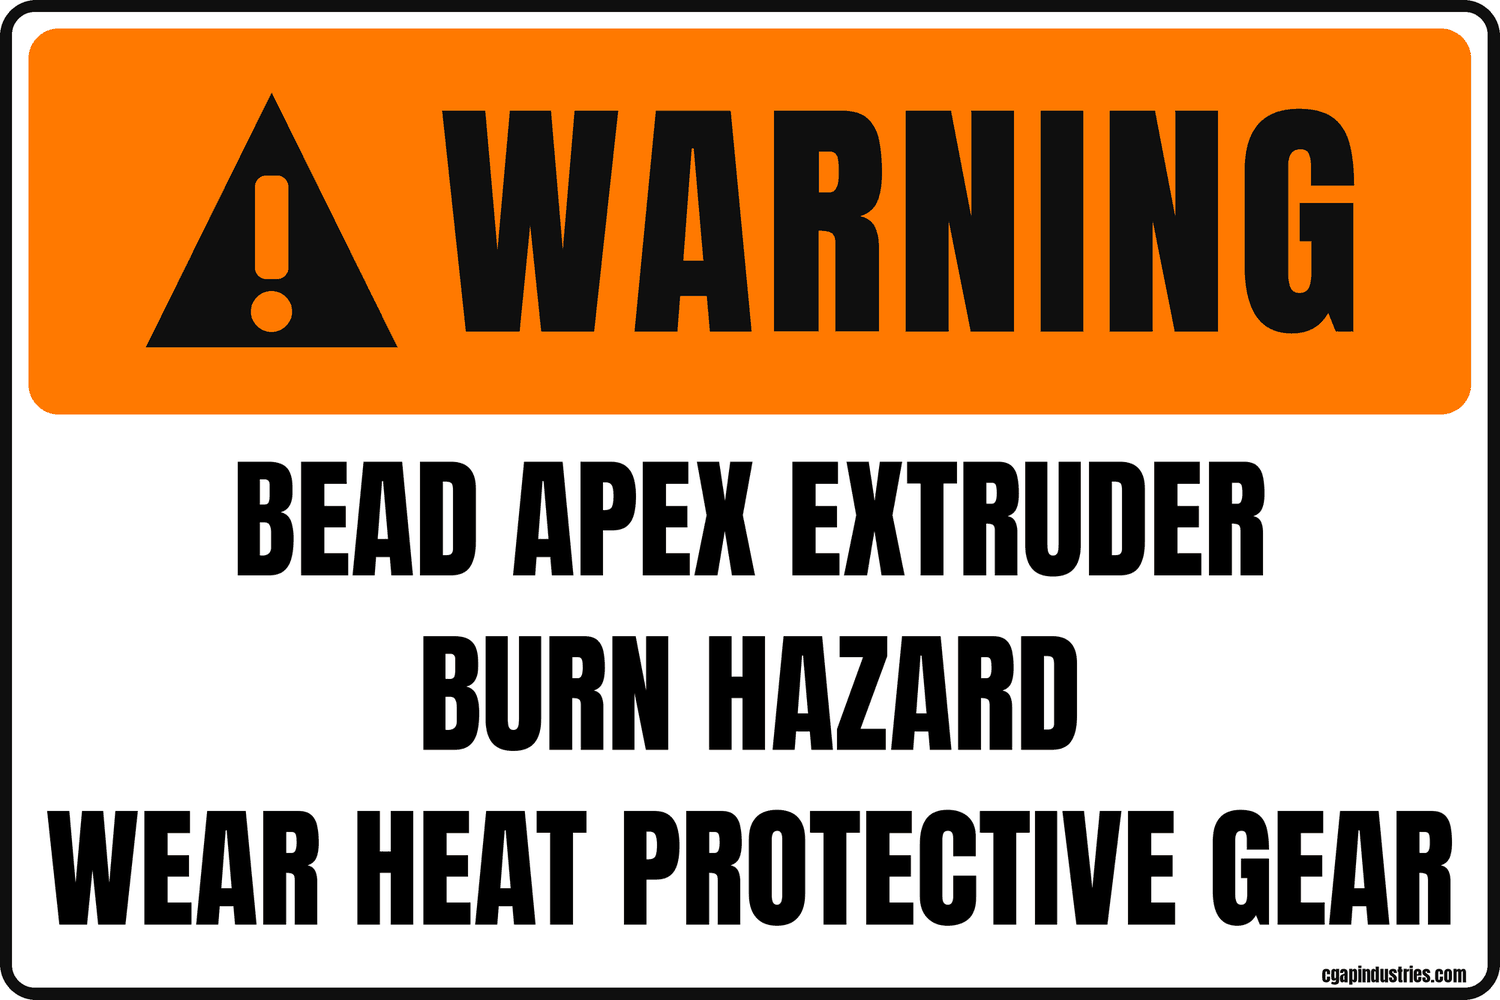 WARNING
BEAD APEX EXTRUDER
BURN HAZARD
WEAR HEAT PROTECTIVE GEAR
cgapindustries.com